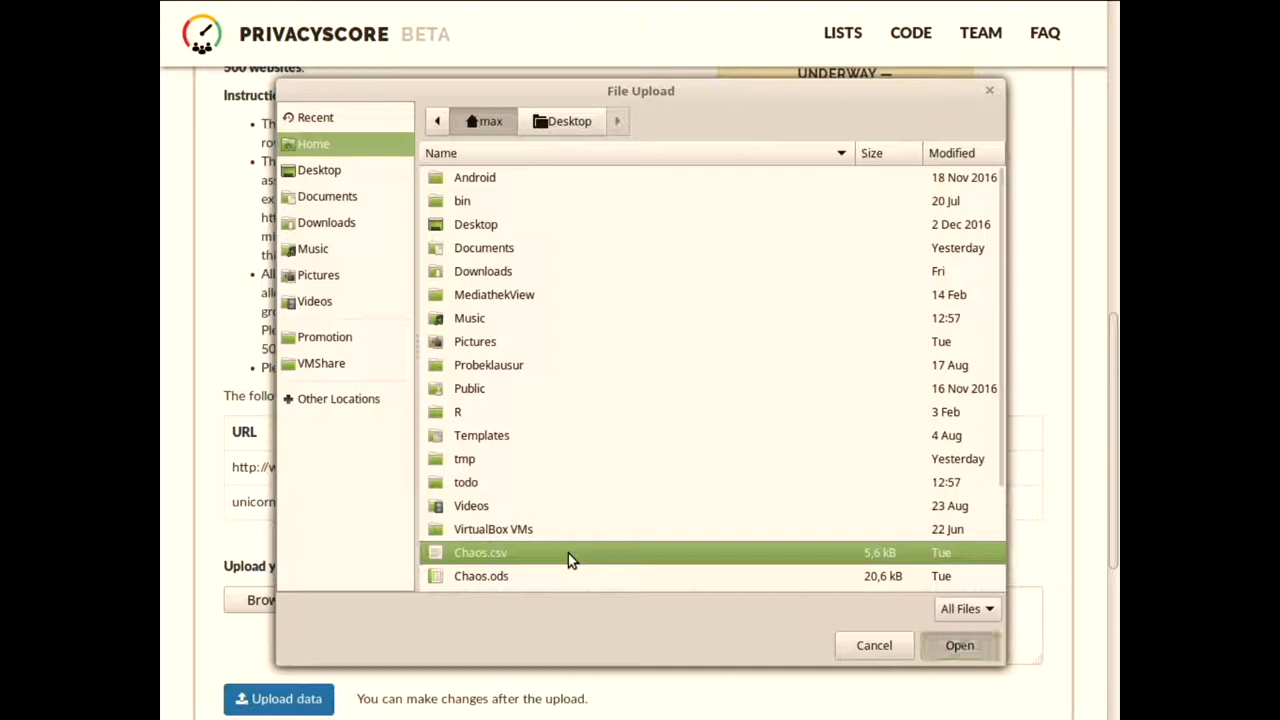 PRIVACYSCORE BETA
LISTS CODE TEAM FAQ
500 websites.
UNDERWAY —
File Upload
Recent
Home
Desktop
Documents
Downloads
Music
Pictures
Videos
Promotion
VMShare
Other Locations
max Desktop
Name Size Modified
Android 18 Nov 2016
bin 20 Jul
Desktop 2 Dec 2016
Documents Yesterday
Downloads Fri
MediathekView 14 Feb
Music 12:57
Pictures Tue
Probeklausur 17 Aug
Public 16 Nov 2016
R 3 Feb
Templates 4 Aug
tmp Yesterday
todo 12:57
Videos 23 Aug
VirtualBox VMs 22 Jun
Chaos.csv 5,6 kB Tue
Chaos.ods 20,6 kB Tue
All Files
Cancel Open
URL
Upload data You can make changes after the upload.